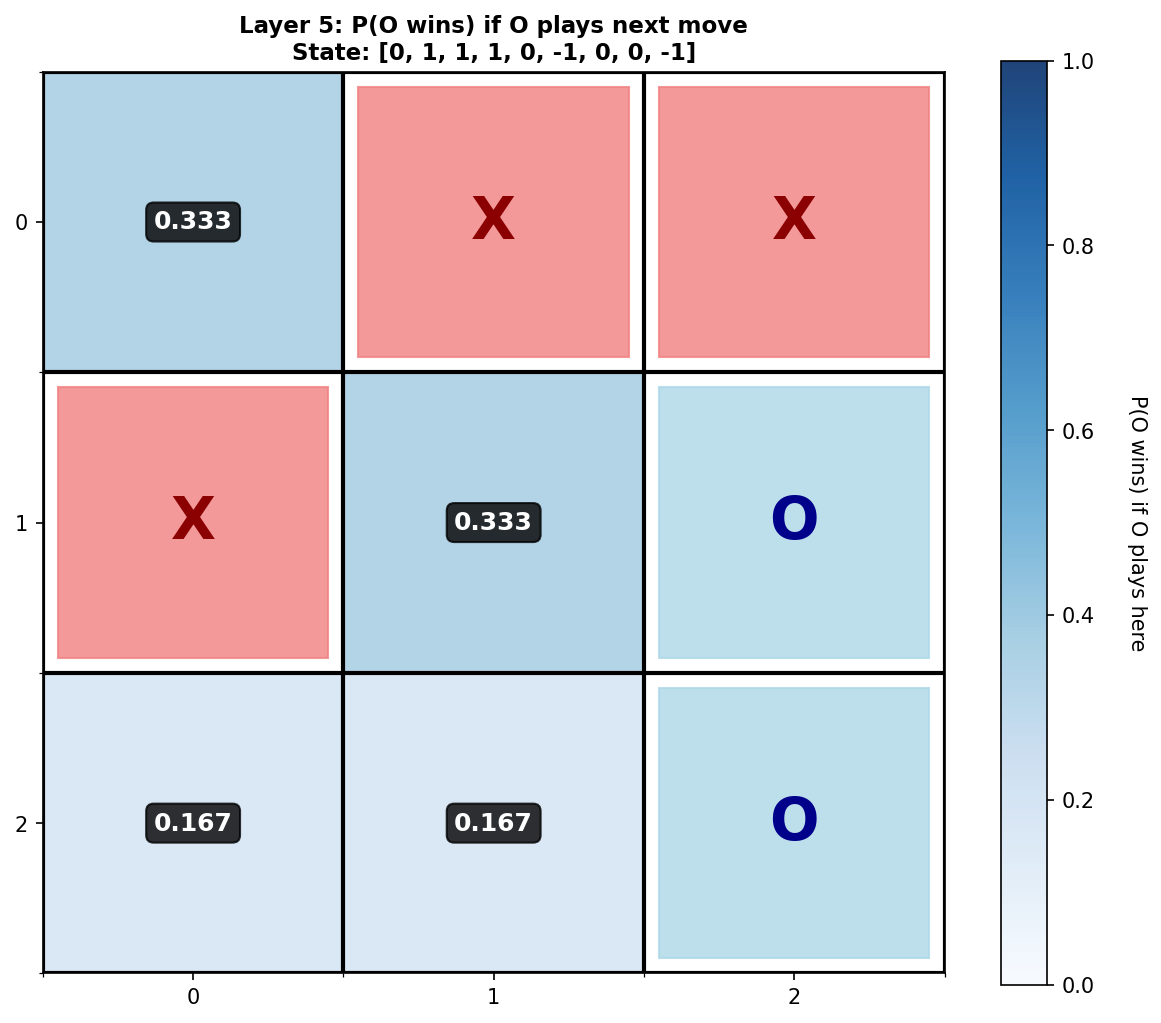 Layer 5: P(O wins) if O plays next move
State: [0, 1, 1, 1, 0, -1, 0, 0, -1]
0.333
X
X
X
0.333
O
0.167
0.167
O
0
1
2
0
1
2
1.0
0.8
0.6
0.4
0.2
0.0
P(O wins) if O plays here